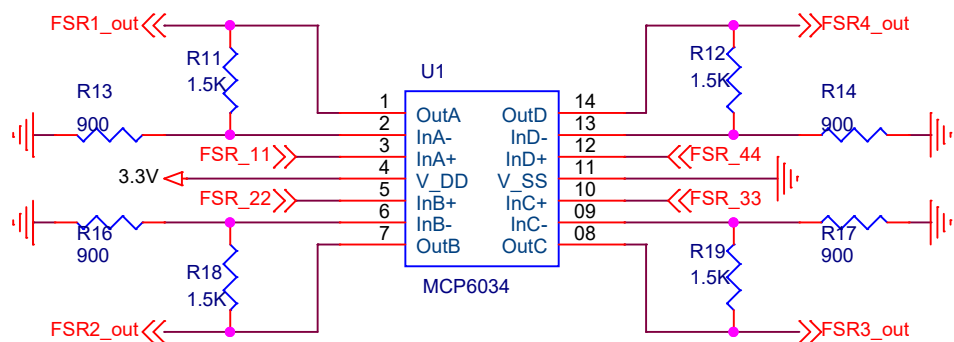 FSR1_out
FSR4_out
R11
1.5K
R12
1.5K
U1
R13
900
R14
900
1
OutA
OutD
14
2
InA-
InD-
13
FSR_11
3
InA+
InD+
12
FSR_44
3.3V
4
V_DD
V_SS
11
FSR_22
5
InB+
InC+
10
FSR_33
6
InB-
InC-
09
7
OutB
OutC
08
R16
900
R17
900
R18
1.5K
R19
1.5K
MCP6034
FSR2_out
FSR3_out